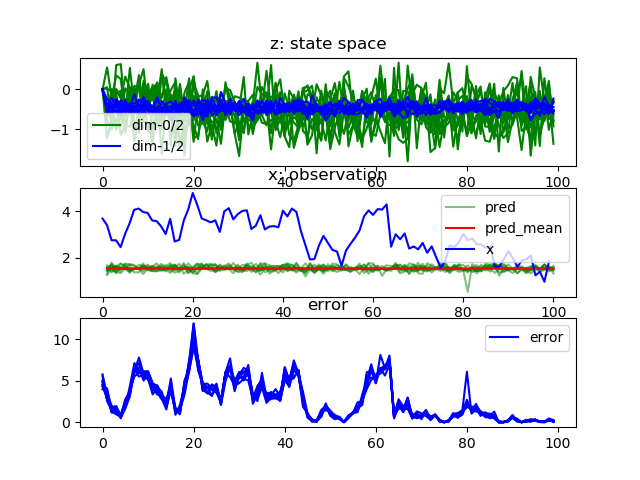 z: state space
0
−1
dim-0/2
dim-1/2
0 20 40 60 80 100
x: observation
4
2
pred
pred_mean
x
0 20 40 60 80 100
error
10
5
0
error
0 20 40 60 80 100